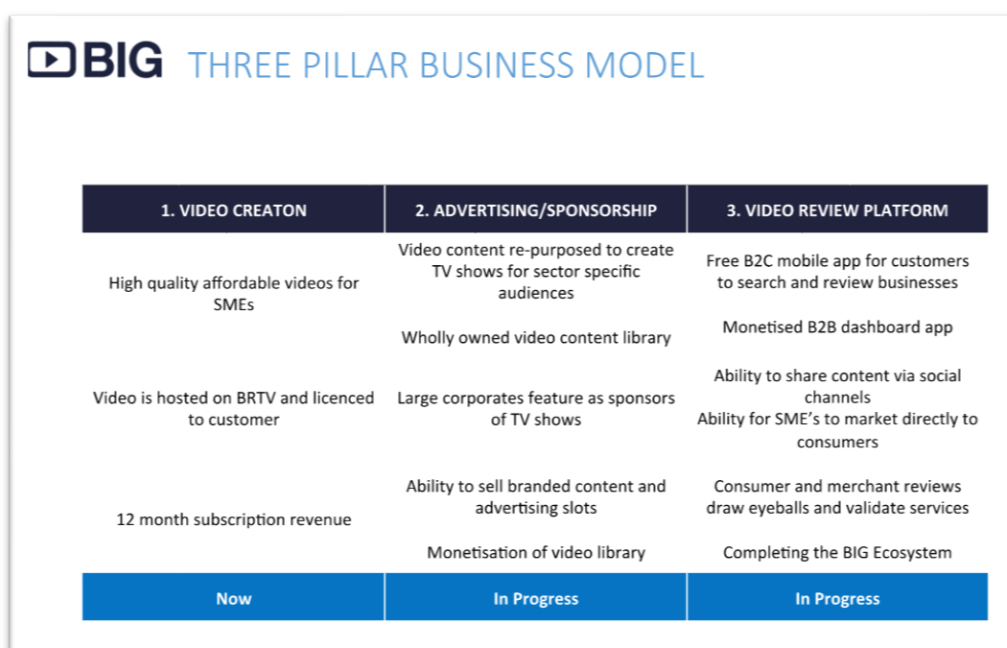 BIG THREE PILLAR BUSINESS MODEL
1. VIDEO CREATON
High quality affordable videos for
SMEs
Video is hosted on BRTV and licenced
to customer
12 month subscription revenue
Now
2. ADVERTISING/SPONSORSHIP
Video content re-purposed to create
TV shows for sector specific
audiences
Wholly owned video content library
Large corporates feature as sponsors
of TV shows
Ability to sell branded content and
advertising slots
Monetisation of video library
In Progress
3. VIDEO REVIEW PLATFORM
Free B2C mobile app for customers
to search and review businesses
Monetised B2B dashboard app
Ability to share content via social
channels
Ability for SME's to market directly to
consumers
Consumer and merchant reviews
draw eyeballs and validate services
Completing the BIG Ecosystem
In Progress